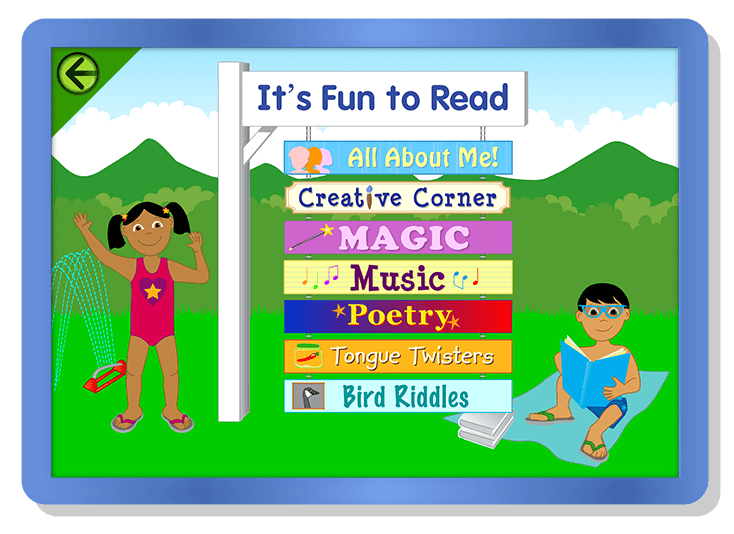 It's Fun to Read
All About Me!
Creative Corner
MAGIC
Music
Poetry
Tongue Twisters
Bird Riddles